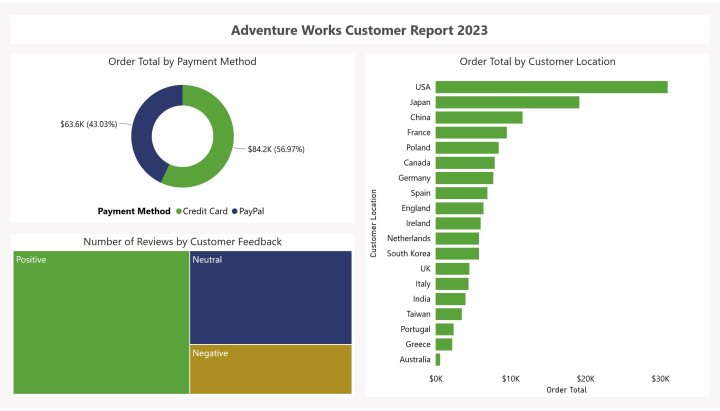 Adventure Works Customer Report 2023
Order Total by Payment Method
$63.6K (43.03%)
$84.2K (56.97%)
Payment Method Credit Card PayPal
Number of Reviews by Customer Feedback
Positive
Neutral
Negative
Order Total by Customer Location
Customer Location
USA
Japan
China
France
Poland
Canada
Germany
Spain
England
Ireland
Netherlands
South Korea
UK
Italy
India
Taiwan
Portugal
Greece
Australia
$0K $10K $20K $30K
Order Total